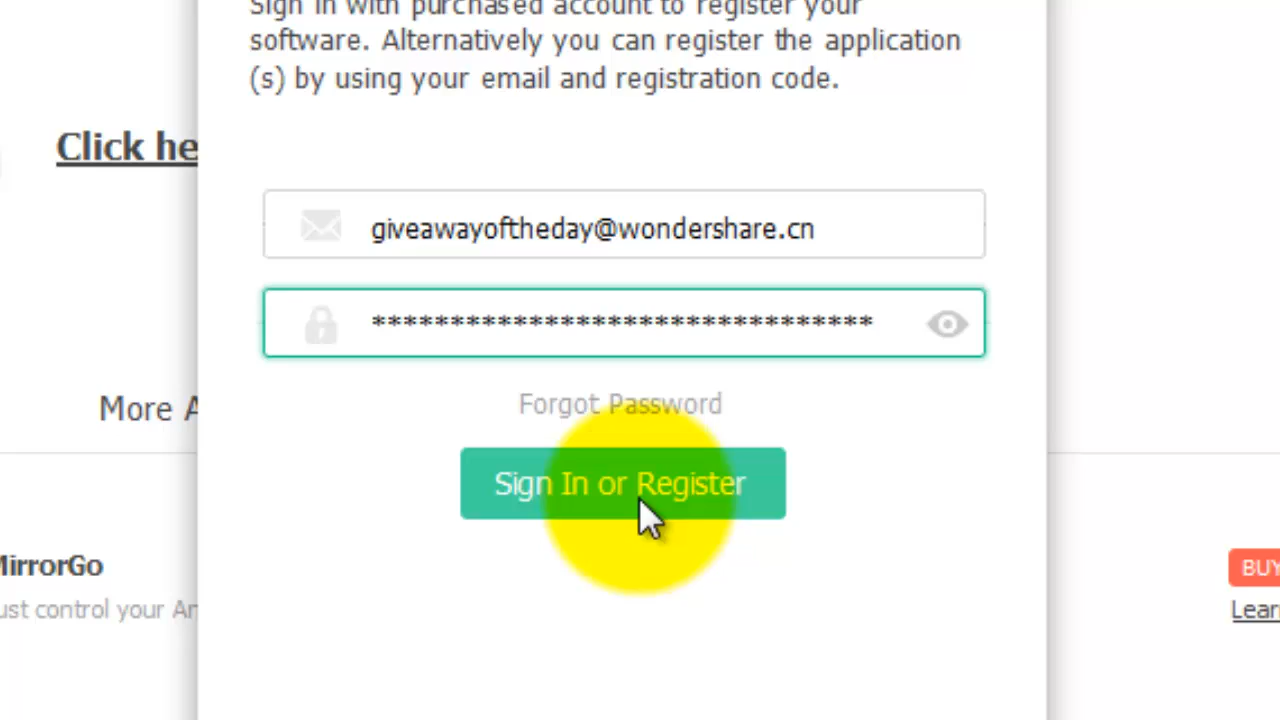 Sign in with purchased account to register your
software. Alternatively you can register the application
(s) by using your email and registration code.
Click he
giveawayoftheday@wondershare.cn
********************************
Forgot Password
More A
Sign In or Register
MirrorGo
ust control your An
BUY
Lear